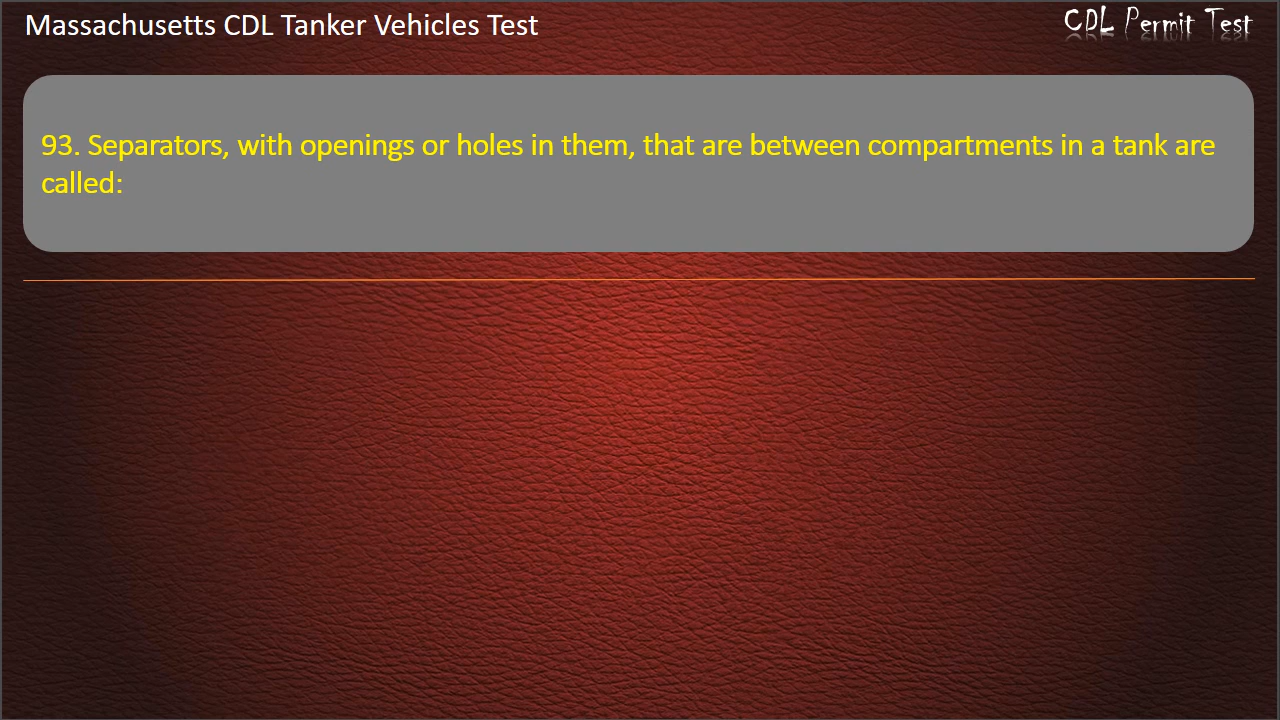 Massachusetts CDL Tanker Vehicles Test
CDL Permit Test
93. Separators, with openings or holes in them, that are between compartments in a tank are
called: